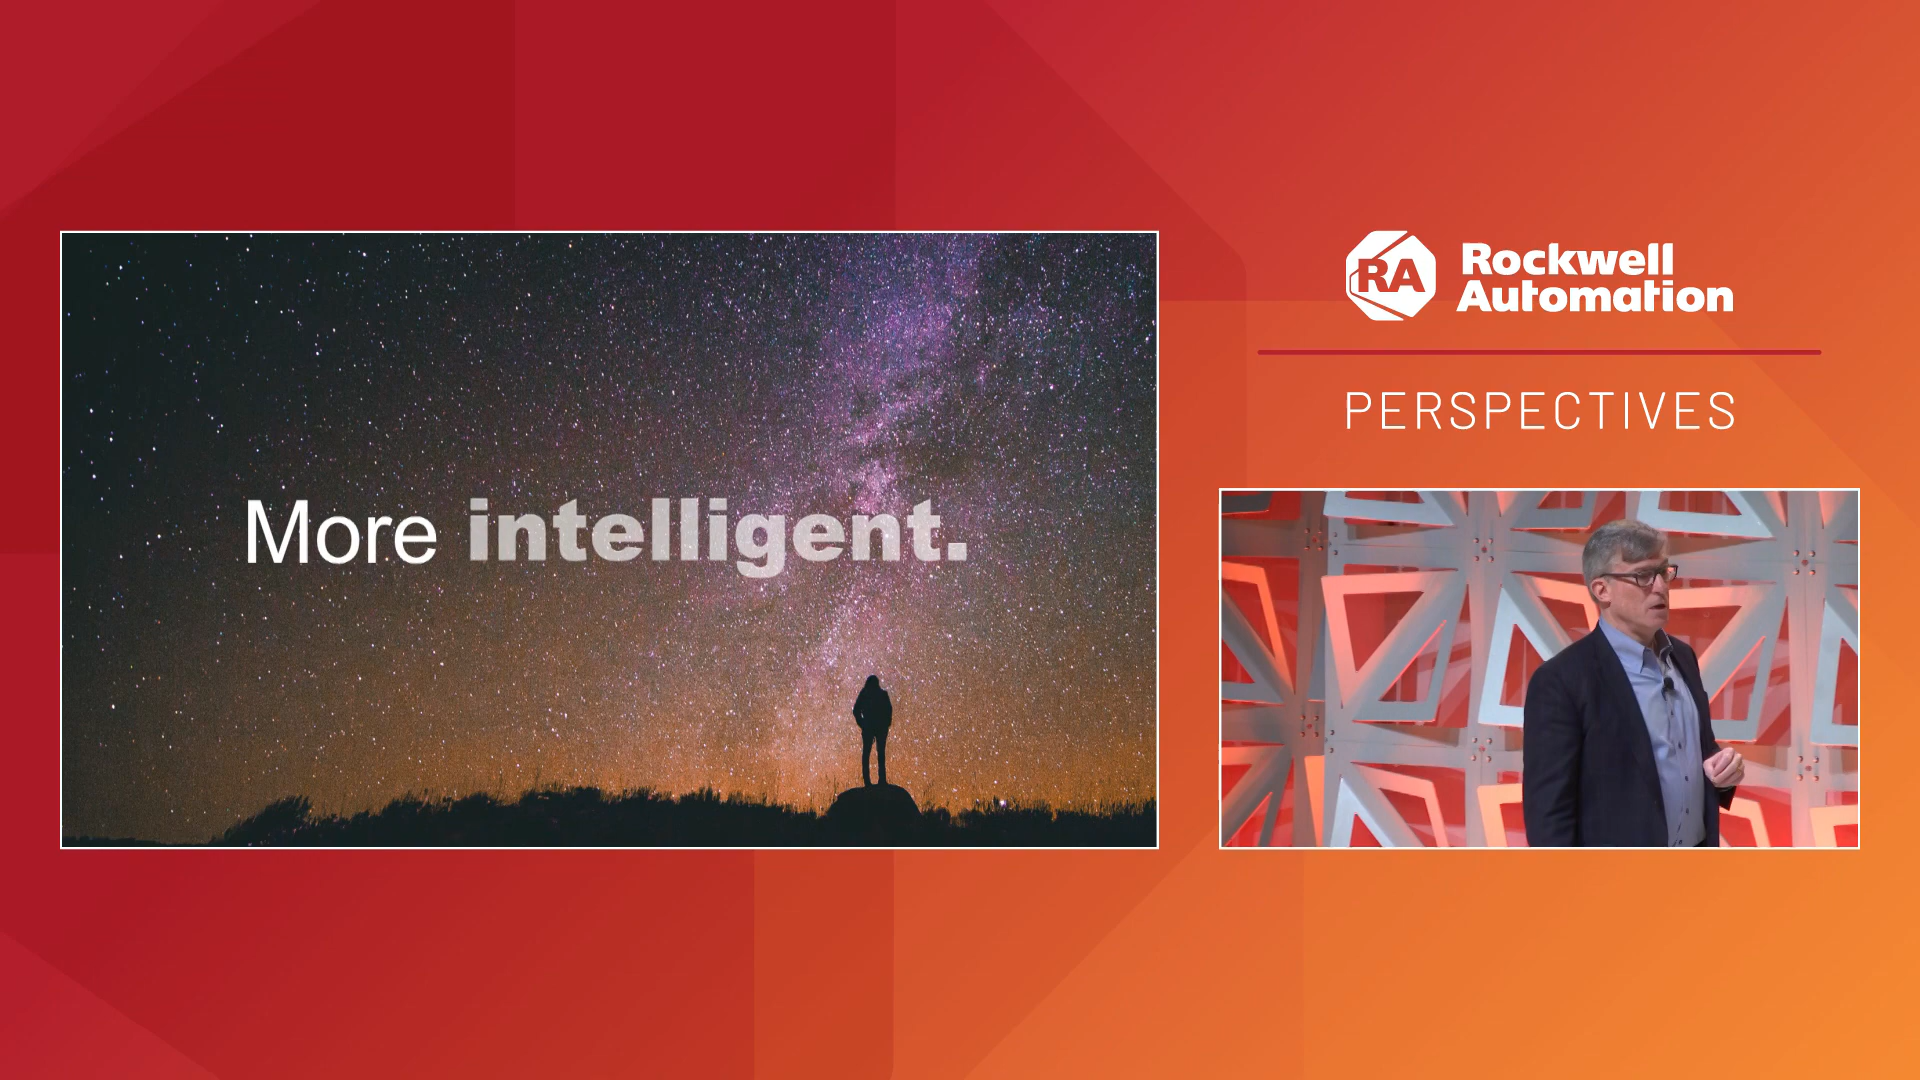 More intelligent.
RA
Rockwell
Automation
PERSPECTIVES